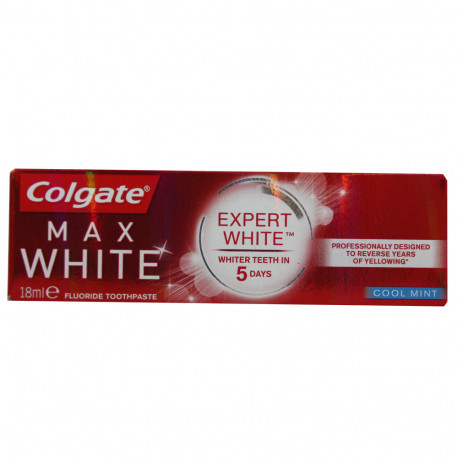 Colgate®
MAX
WHITE
18ml℮ FLUORIDE TOOTHPASTE
EXPERT
WHITE™
WHITER TEETH IN
5 DAYS
PROFESSIONALLY DESIGNED
TO REVERSE YEARS
OF YELLOWING*
COOL MINT